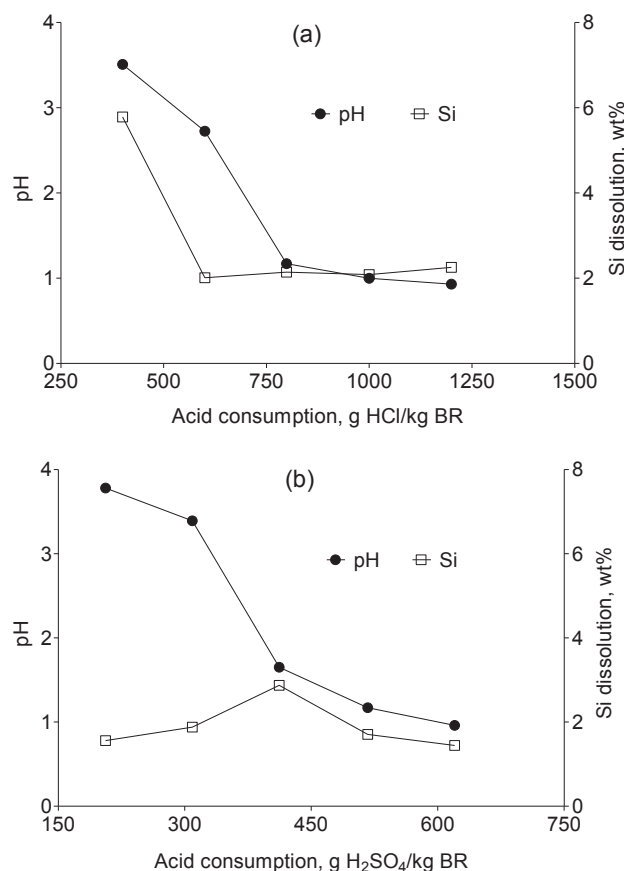 (a)
4
3
2
1
0
pH
8
6
4
2
0
Si dissolution, wt%
pH Si
250 500 750 1000 1250 1500
Acid consumption, g HCl/kg BR
(b)
4
3
2
1
0
pH
8
6
4
2
0
Si dissolution, wt%
pH Si
150 300 450 600 750
Acid consumption, g H₂SO₄/kg BR